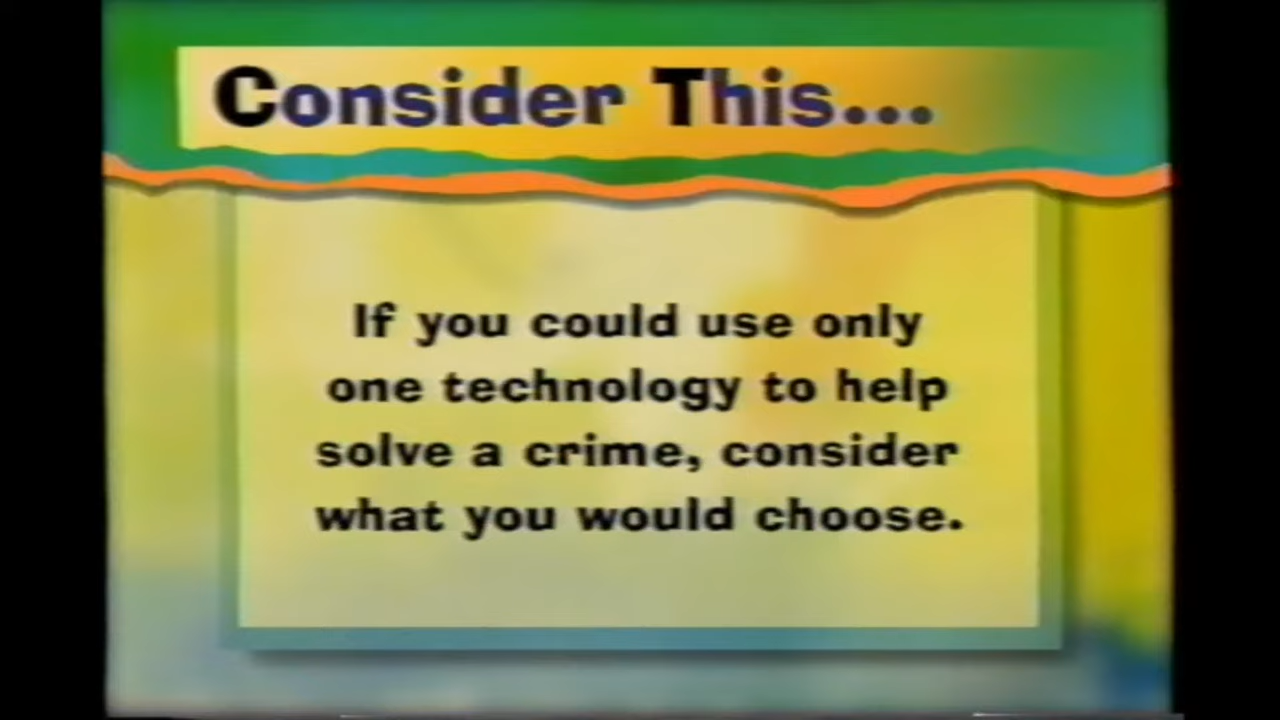 Consider This...
If you could use only
one technology to help
solve a crime, consider
what you would choose.